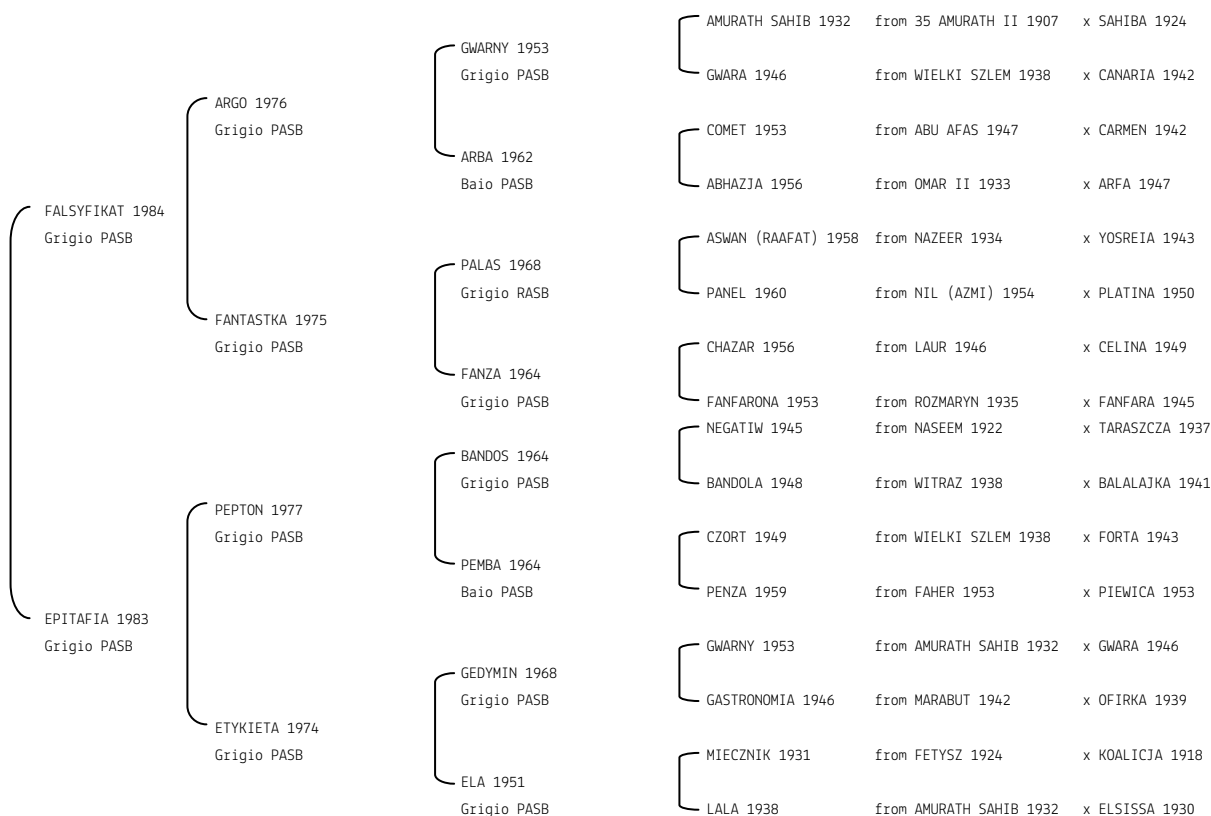 AMURATH SAHIB 1932 from 35 AMURATH II 1907 x SAHIBA 1924
GWARNY 1953
Grigio PASB
GWARA 1946 from WIELKI SZLEM 1938 x CANARIA 1942
ARGO 1976
Grigio PASB
COMET 1953 from ABU AFAS 1947 x CARMEN 1942
ARBA 1962
Baio PASB
ABHAZJA 1956 from OMAR II 1933 x ARFA 1947
FALSYFIKAT 1984
Grigio PASB
ASWAN (RAAFAT) 1958 from NAZEER 1934 x YOSREIA 1943
PALAS 1968
Grigio RASB
PANEL 1960 from NIL (AZMI) 1954 x PLATINA 1950
FANTASTKA 1975
Grigio PASB
CHAZAR 1956 from LAUR 1946 x CELINA 1949
FANZA 1964
Grigio PASB
FANFARONA 1953 from ROZMARYN 1935 x FANFARA 1945
NEGATIW 1945 from NASEEM 1922 x TARASZCZA 1937
BANDOS 1964
Grigio PASB
BANDOLA 1948 from WITRAZ 1938 x BALALAJKA 1941
PEPTON 1977
Grigio PASB
CZORT 1949 from WIELKI SZLEM 1938 x FORTA 1943
PEMBA 1964
Baio PASB
PENZA 1959 from FAHER 1953 x PIEWICA 1953
EPITAFIA 1983
Grigio PASB
GWARNY 1953 from AMURATH SAHIB 1932 x GWARA 1946
GEDYMIN 1968
Grigio PASB
GASTRONOMIA 1946 from MARABUT 1942 x OFIRKA 1939
ETYKIETA 1974
Grigio PASB
MIECZNIK 1931 from FETYSZ 1924 x KOALICJA 1918
ELA 1951
Grigio PASB
LALA 1938 from AMURATH SAHIB 1932 x ELSISSA 1930